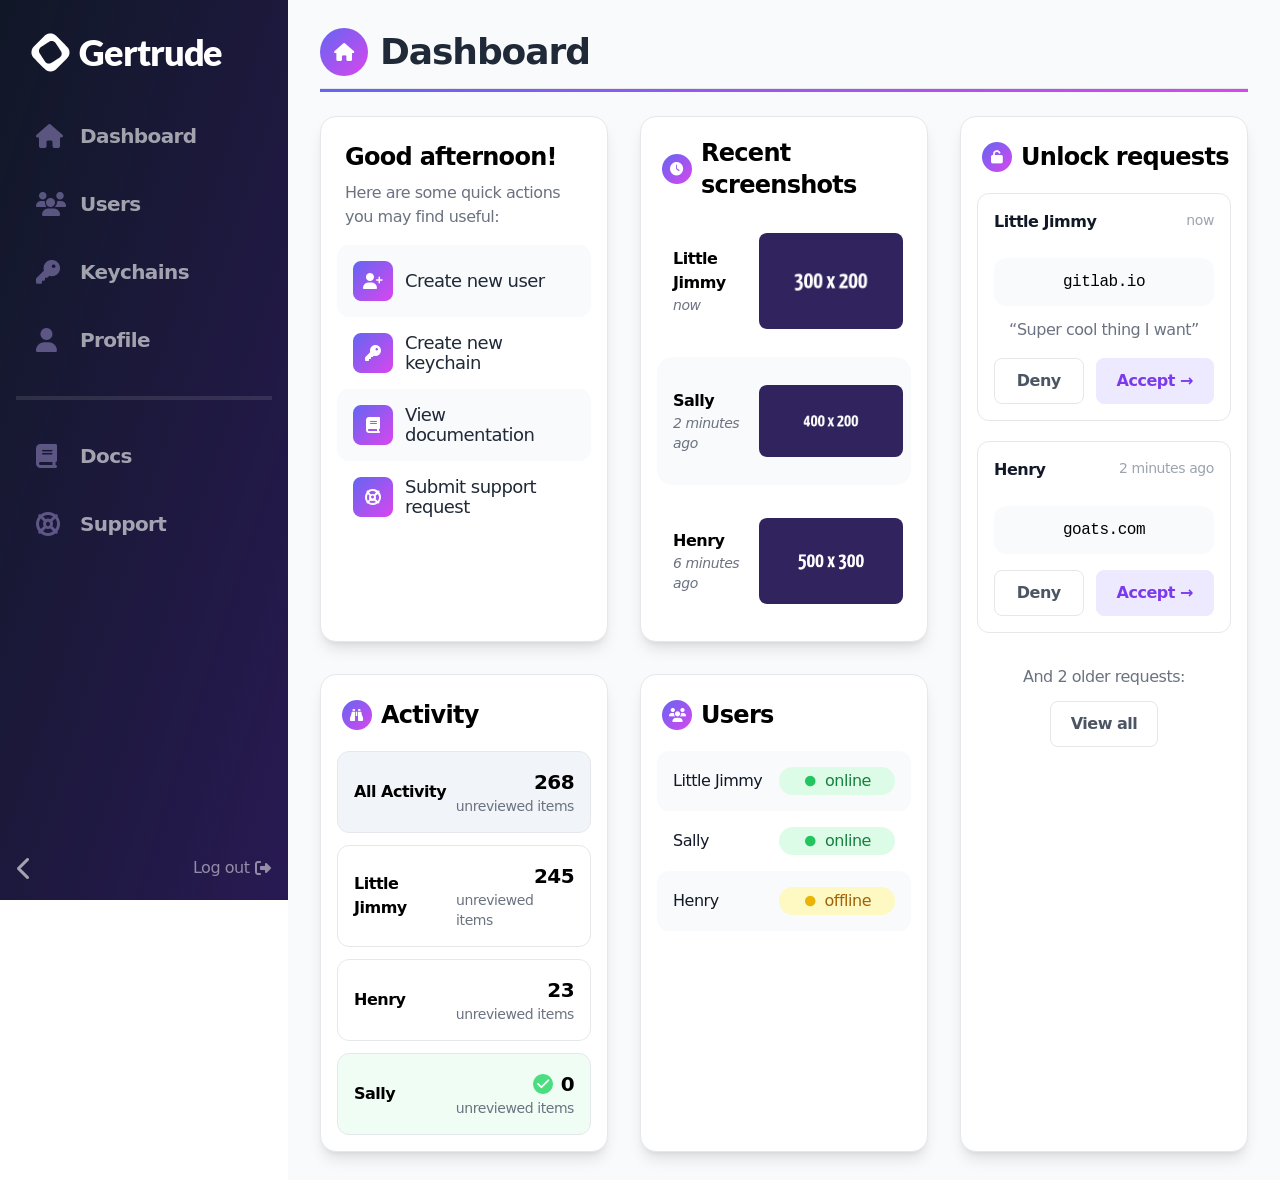 Gertrude
Dashboard
Users
Keychains
Profile
Docs
Support
Log out
Dashboard
Good afternoon!
Here are some quick actions
you may find useful:
Create new user
Create new
keychain
View
documentation
Submit support
request
Recent
screenshots
Little
Jimmy
now
300 x 200
Sally
2 minutes
ago
400 x 200
Henry
6 minutes
ago
500 x 300
Unlock requests
Little Jimmy now
gitlab.io
“Super cool thing I want”
Deny Accept →
Henry 2 minutes ago
goats.com
Deny Accept →
And 2 older requests:
View all
Activity
All Activity 268
unreviewed items
Little
Jimmy
245
unreviewed
items
Henry 23
unreviewed items
Sally 0
unreviewed items
Users
Little Jimmy online
Sally online
Henry offline